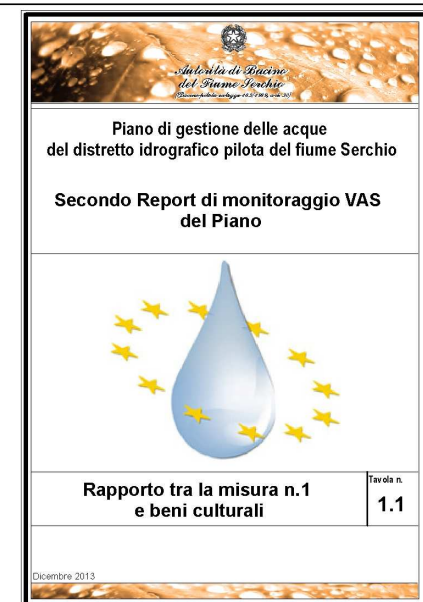 Autorità di Bacino
del Fiume Serchio
Piano di gestione delle acque
del distretto idrografico pilota del fiume Serchio
Secondo Report di monitoraggio VAS
del Piano
Rapporto tra la misura n.1
e beni culturali
Tavola n.
1.1
Dicembre 2013